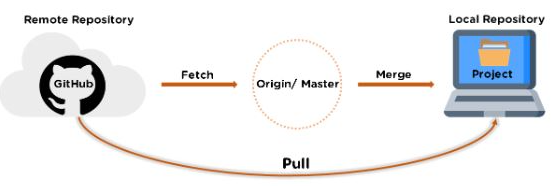 Remote Repository
Local Repository
GitHub
Fetch
Origin/ Master
Merge
Project
Pull